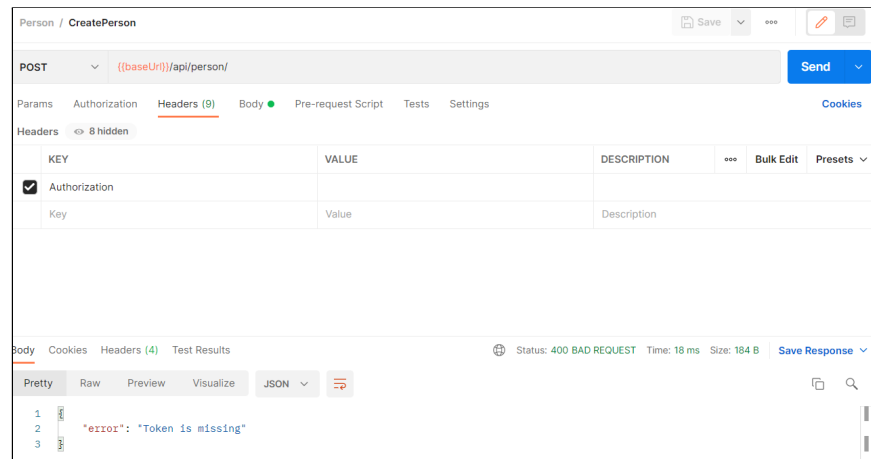 Person / CreatePerson Save
POST {{baseUrl}}/api/person/ Send
Params Authorization Headers (9) Body Pre-request Script Tests Settings Cookies
Headers 8 hidden
KEY VALUE DESCRIPTION Bulk Edit Presets
Authorization
Key Value Description
Body Cookies Headers (4) Test Results Status: 400 BAD REQUEST Time: 18 ms Size: 184 B Save Response
Pretty Raw Preview Visualize JSON
1 {
2 "error": "Token is missing"
3 }